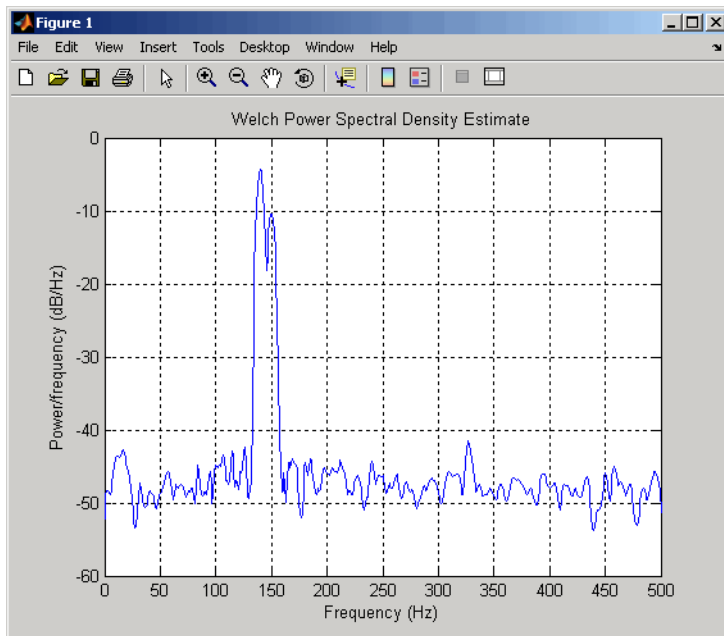 Figure 1
File Edit View Insert Tools Desktop Window Help
Welch Power Spectral Density Estimate
0
-10
-20
-30
-40
-50
-60
Power/frequency (dB/Hz)
0 50 100 150 200 250 300 350 400 450 500
Frequency (Hz)